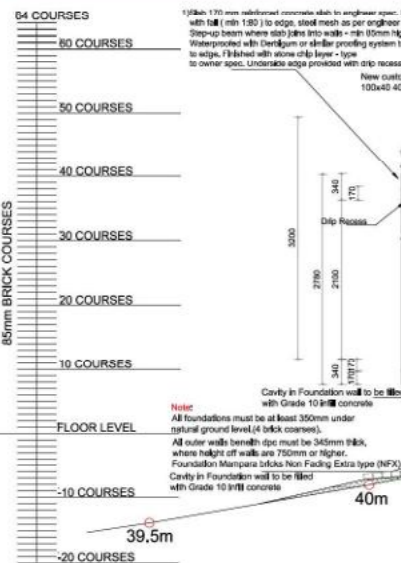 64 COURSES
1)Slab 170 mm reinforced concrete slab to engineer spec.
with fall ( min 1:80 ) to edge, steel mesh as per engineer
Step-up beam where slab joins into walls - min 85mm hig
Waterproofed with Derbigum or similar proofing system t
to edge. Finished with stone chip layer - type
to owner spec. Underside edge provided with drip recess
New custo
100x40 40
60 COURSES
50 COURSES
40 COURSES
30 COURSES
20 COURSES
10 COURSES
FLOOR LEVEL
-10 COURSES
-20 COURSES
85mm BRICK COURSES
3200
2780
340
2100
340
170
170
170
Drip Recess
Cavity in Foundation wall to be filled
with Grade 10 infill concrete
Note:
All foundations must be at least 350mm under
natural ground level.(4 brick coarses).
All outer walls beneith dpc must be 345mm thick,
where height off walls are 750mm or higher.
Foundation Mampara bricks Non Fading Extra type (NFX)
Cavity in Foundation wall to be filled
with Grade 10 infill concrete
39.5m
40m